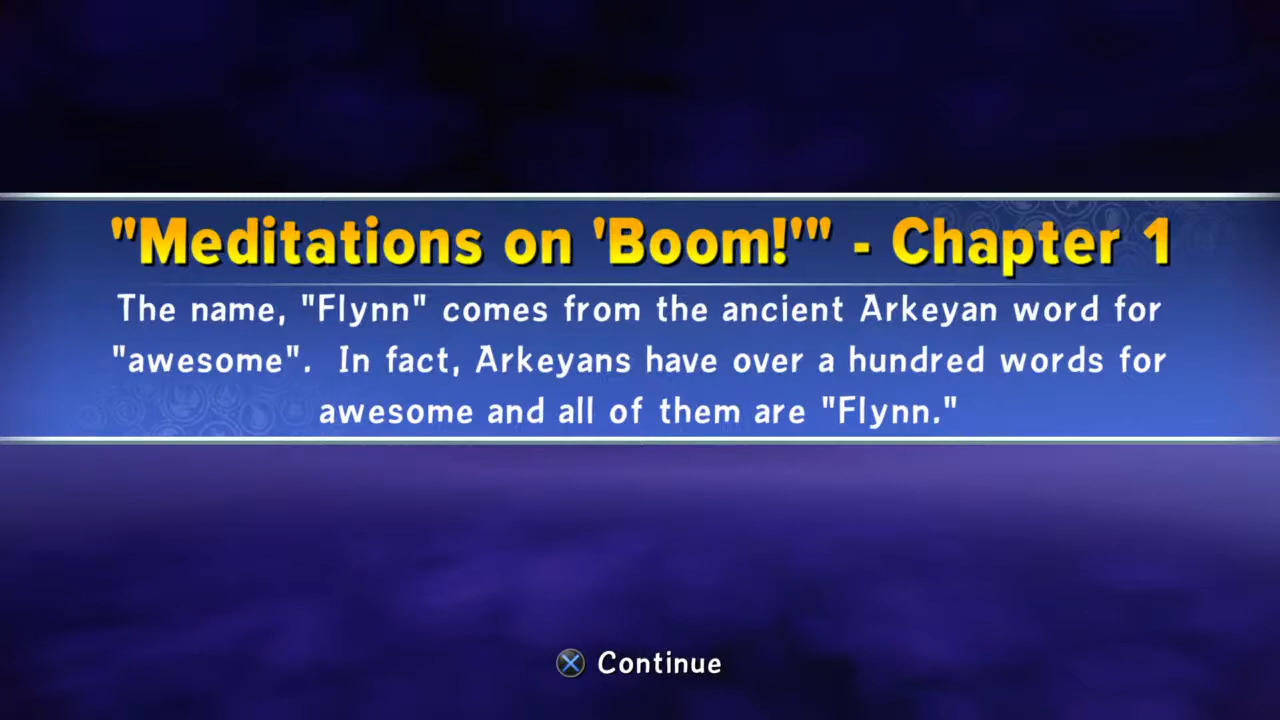 "Meditations on 'Boom!'" - Chapter 1
The name, "Flynn" comes from the ancient Arkeyan word for
"awesome".  In fact, Arkeyans have over a hundred words for
awesome and all of them are "Flynn."
Continue